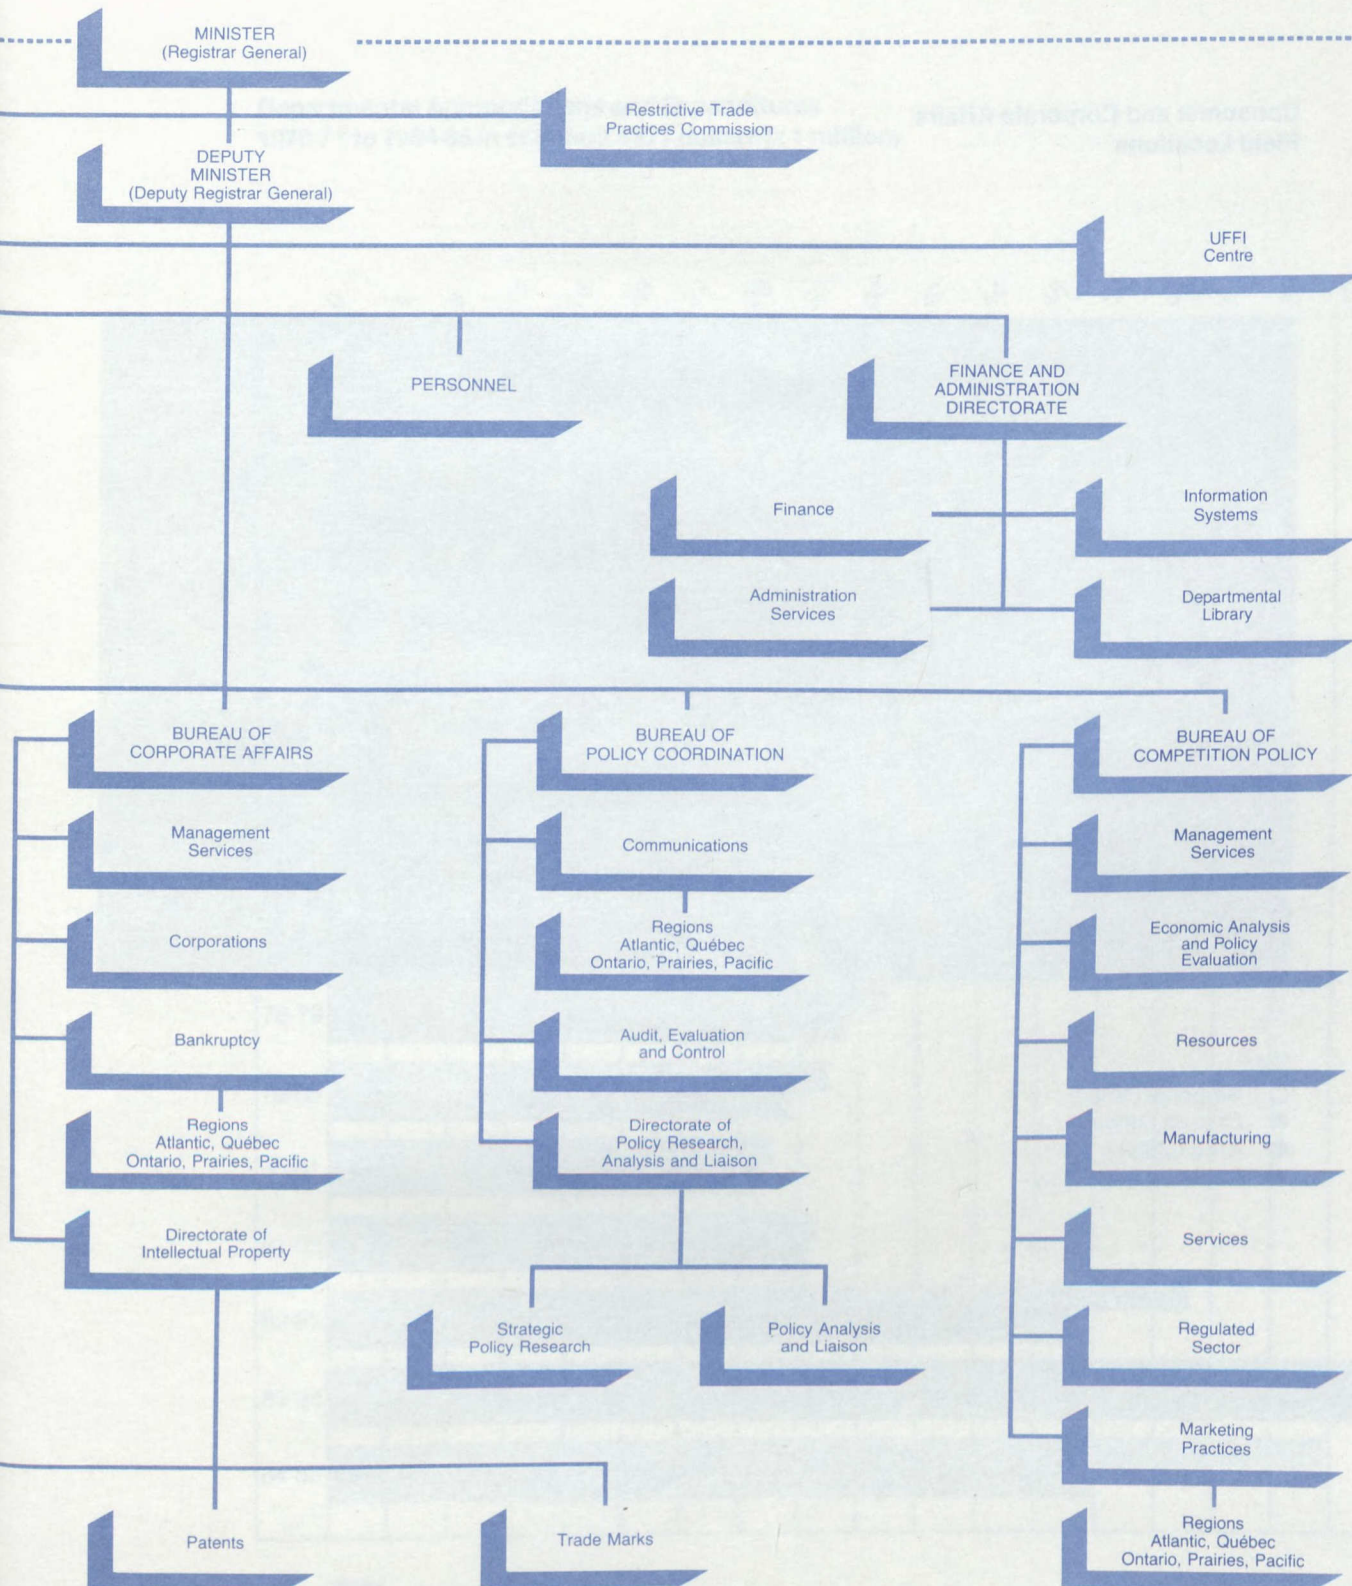 MINISTER
(Registrar General)
Restrictive Trade
Practices Commission
DEPUTY
MINISTER
(Deputy Registrar General)
UFFI
Centre
PERSONNEL
FINANCE AND
ADMINISTRATION
DIRECTORATE
Finance
Information
Systems
Administration
Services
Departmental
Library
BUREAU OF
CORPORATE AFFAIRS
Management
Services
Corporations
Bankruptcy
Regions
Atlantic, Québec
Ontario, Prairies, Pacific
Directorate of
Intellectual Property
Patents
Trade Marks
BUREAU OF
POLICY COORDINATION
Communications
Regions
Atlantic, Québec
Ontario, Prairies, Pacific
Audit, Evaluation
and Control
Directorate of
Policy Research,
Analysis and Liaison
Strategic
Policy Research
Policy Analysis
and Liaison
BUREAU OF
COMPETITION POLICY
Management
Services
Economic Analysis
and Policy
Evaluation
Resources
Manufacturing
Services
Regulated
Sector
Marketing
Practices
Regions
Atlantic, Québec
Ontario, Prairies, Pacific